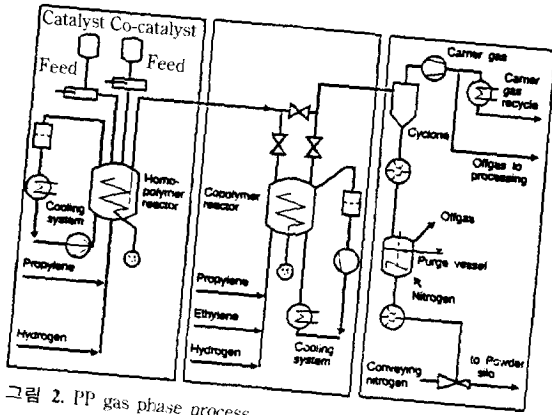 Catalyst Co-catalyst
Feed
Feed
Cooling
system
Homo-
polymer
reactor
Propylene
Hydrogen
Copolymer
reactor
Propylene
Ethylene
Hydrogen
Cooling
system
Carrier gas
Carrier
gas
recycle
Cyclone
Offgas to
processing
Offgas
Purge vessel
Nitrogen
Conveying
nitrogen
to Powder
silo
그림 2. PP gas phase process